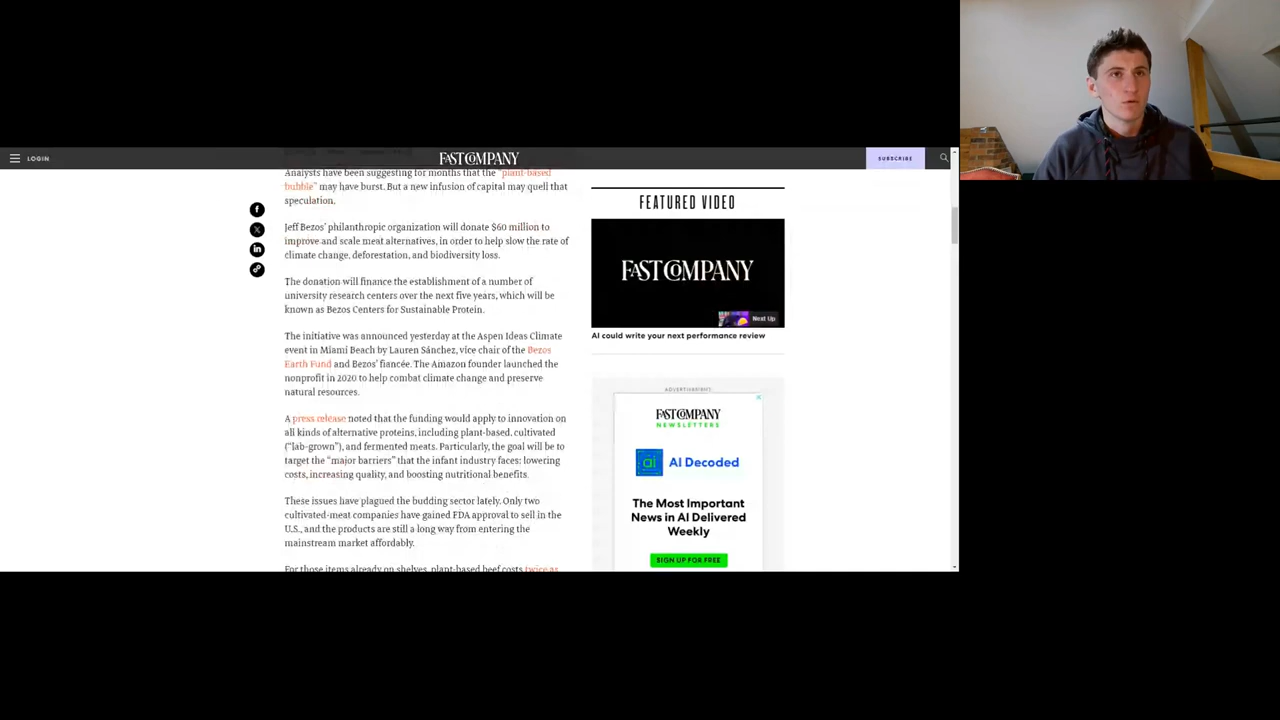 LOGIN
FAST COMPANY
SUBSCRIBE
Analysts have been suggesting for months that the "plant-based
bubble" may have burst. But a new infusion of capital may quell that
speculation.
Jeff Bezos' philanthropic organization will donate $60 million to
improve and scale meat alternatives, in order to help slow the rate of
climate change, deforestation, and biodiversity loss.
The donation will finance the establishment of a number of
university research centers over the next five years, which will be
known as Bezos Centers for Sustainable Protein.
The initiative was announced yesterday at the Aspen Ideas Climate
event in Miami Beach by Lauren Sánchez, vice chair of the Bezos
Earth Fund and Bezos' fiancée. The Amazon founder launched the
nonprofit in 2020 to help combat climate change and preserve
natural resources.
A press release noted that the funding would apply to innovation on
all kinds of alternative proteins, including plant-based, cultivated
("lab-grown"), and fermented meats. Particularly, the goal will be to
target the "major barriers" that the infant industry faces: lowering
costs, increasing quality, and boosting nutritional benefits.
These issues have plagued the budding sector lately. Only two
cultivated-meat companies have gained FDA approval to sell in the
U.S., and the products are still a long way from entering the
mainstream market affordably.
For those items already on shelves, plant-based beef costs twice as
FEATURED VIDEO
FAST COMPANY
Next Up
AI could write your next performance review
ADVERTISEMENT
FAST COMPANY
NEWSLETTERS
ai AI Decoded
The Most Important
News in AI Delivered
Weekly
SIGN UP FOR FREE